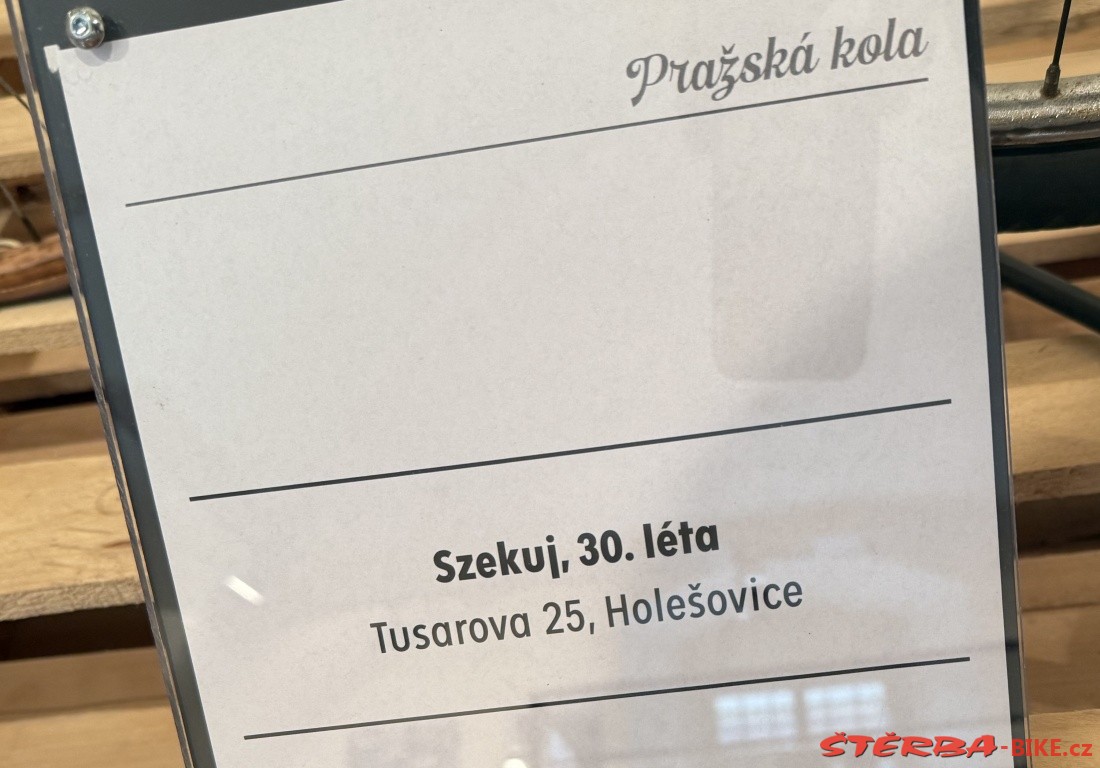 Pražská kola
Szekuj, 30. léta
Tusarova 25, Holešovice
ŠTĚRBA-BIKE.cz